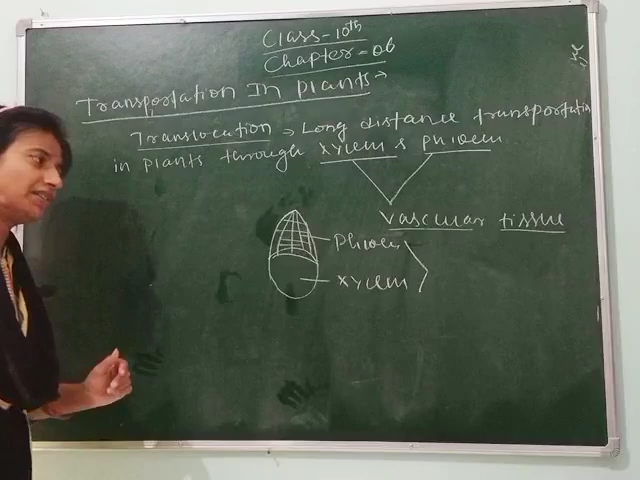 Class-10th
Chapter-06
Transportation In Plants
Translocation → Long distance transportation
in plants through xylem & phloem
vascular tissue
Phloem
xylem